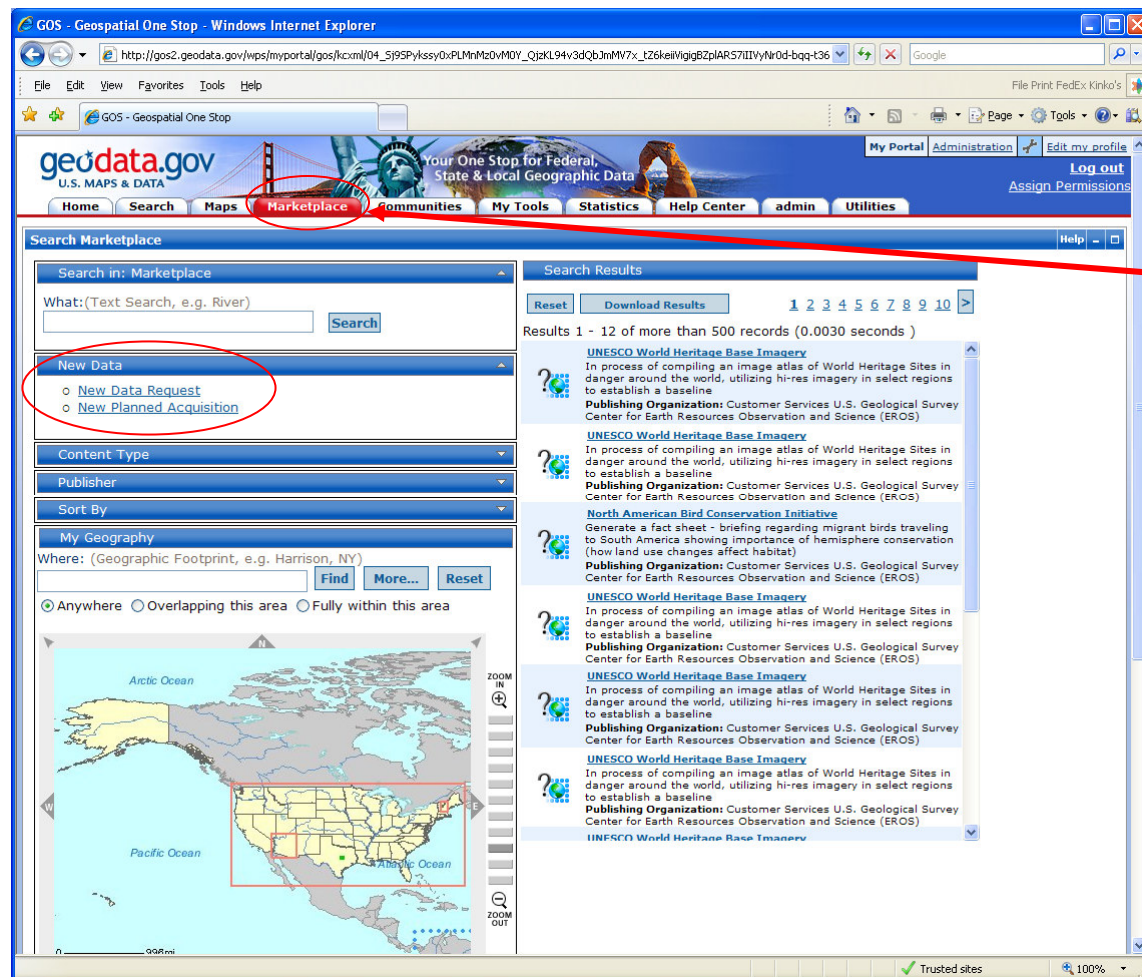 GOS - Geospatial One Stop - Windows Internet Explorer
Google
File Edit View Favorites Tools Help
File Print FedEx Kinko's
GOS - Geospatial One Stop
Page Tools
geodata.gov
U.S. MAPS & DATA
Your One Stop for Federal,
State & Local Geographic Data
My Portal Administration Edit my profile
Log out
Assign Permissions
Home Search Maps Marketplace Communities My Tools Statistics Help Center admin Utilities
Search Marketplace
Help
Search in: Marketplace
What:(Text Search, e.g. River)
Search
New Data
o New Data Request
o New Planned Acquisition
Content Type
Publisher
Sort By
My Geography
Where: (Geographic Footprint, e.g. Harrison, NY)
Find More... Reset
Anywhere Overlapping this area Fully within this area
N
W
E
Arctic Ocean
Pacific Ocean
Atlantic Ocean
ZOOM
IN
ZOOM
OUT
0 996mi
Search Results
Reset Download Results 1 2 3 4 5 6 7 8 9 10 >
Results 1 - 12 of more than 500 records (0.0030 seconds )
UNESCO World Heritage Base Imagery
In process of compiling an image atlas of World Heritage Sites in
danger around the world, utilizing hi-res imagery in select regions
to establish a baseline
Publishing Organization: Customer Services U.S. Geological Survey
Center for Earth Resources Observation and Science (EROS)
UNESCO World Heritage Base Imagery
In process of compiling an image atlas of World Heritage Sites in
danger around the world, utilizing hi-res imagery in select regions
to establish a baseline
Publishing Organization: Customer Services U.S. Geological Survey
Center for Earth Resources Observation and Science (EROS)
North American Bird Conservation Initiative
Generate a fact sheet - briefing regarding migrant birds traveling
to South America showing importance of hemisphere conservation
(how land use changes affect habitat)
Publishing Organization: Customer Services U.S. Geological Survey
Center for Earth Resources Observation and Science (EROS)
UNESCO World Heritage Base Imagery
In process of compiling an image atlas of World Heritage Sites in
danger around the world, utilizing hi-res imagery in select regions
to establish a baseline
Publishing Organization: Customer Services U.S. Geological Survey
Center for Earth Resources Observation and Science (EROS)
UNESCO World Heritage Base Imagery
In process of compiling an image atlas of World Heritage Sites in
danger around the world, utilizing hi-res imagery in select regions
to establish a baseline
Publishing Organization: Customer Services U.S. Geological Survey
Center for Earth Resources Observation and Science (EROS)
UNESCO World Heritage Base Imagery
In process of compiling an image atlas of World Heritage Sites in
danger around the world, utilizing hi-res imagery in select regions
to establish a baseline
Publishing Organization: Customer Services U.S. Geological Survey
Center for Earth Resources Observation and Science (EROS)
UNESCO World Heritage Base Imagery
Trusted sites
100%